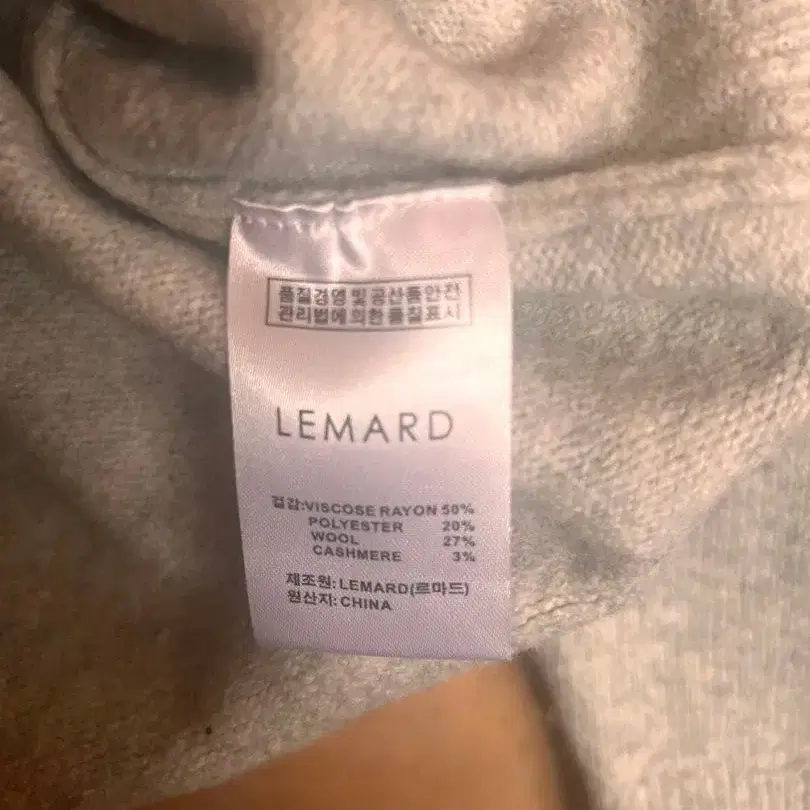 품질경영 및 공산품안전
관리법에의한 품질표시
LEMARD
겉감:VISCOSE RAYON 50%
POLYESTER 20%
WOOL 27%
CASHMERE 3%
제조원: LEMARD(르마드)
원산지: CHINA